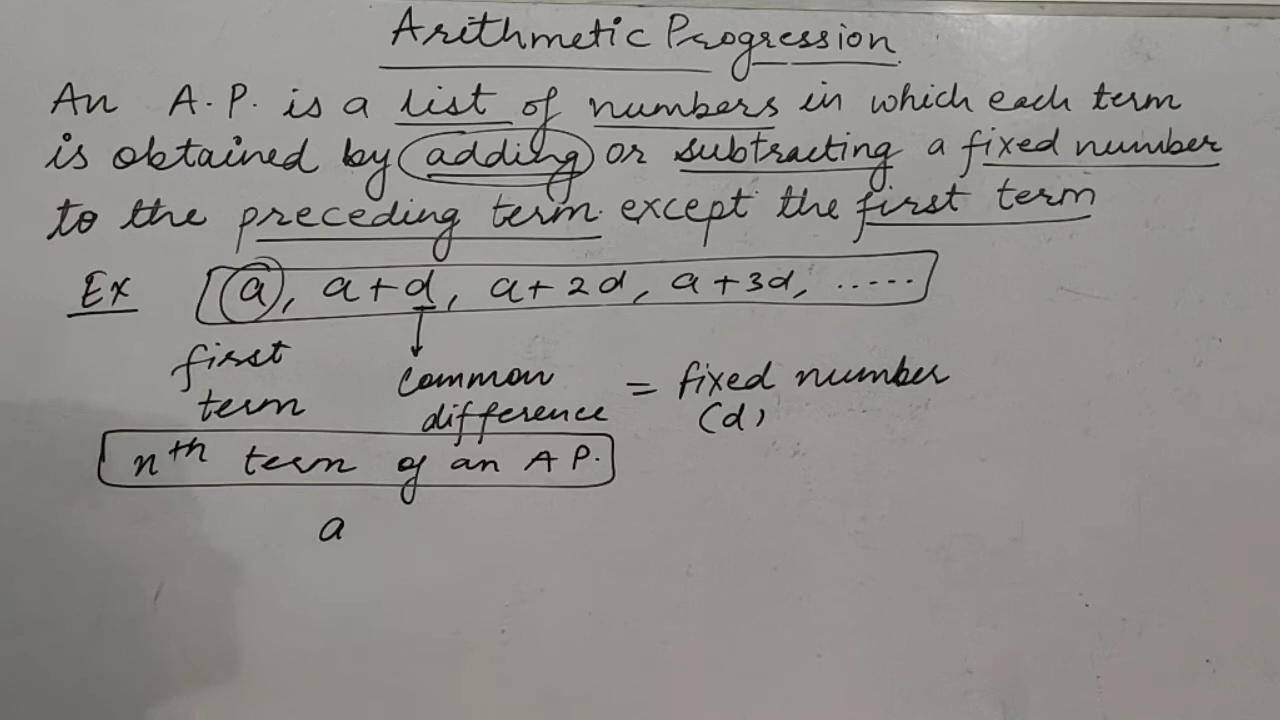 Arithmetic Progression
An A.P. is a list of numbers in which each term
is obtained by adding or subtracting a fixed number
to the preceding term except the first term
Ex a, a+d, a+2d, a+3d, .....
first term
common difference = fixed number (d)
nth term of an A P.
a